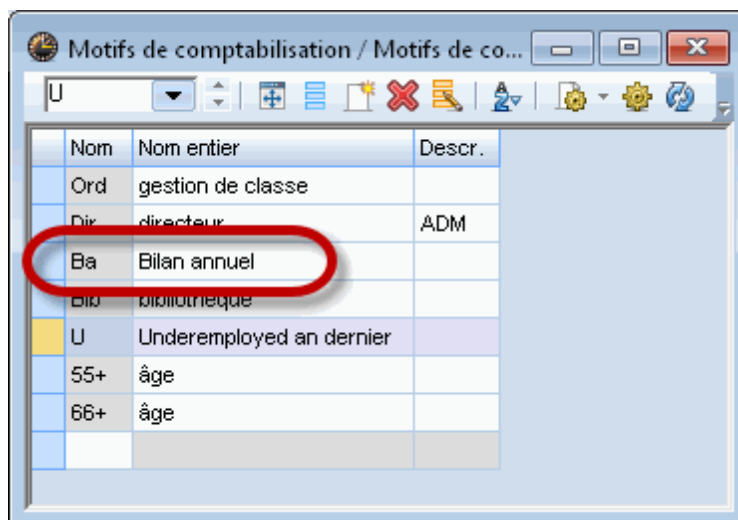 Motifs de comptabilisation / Motifs de co...
U
Nom Nom entier Descr.
Ord gestion de classe
Dir directeur ADM
Ba Bilan annuel
Bib bibliothèque
U Underemployed an dernier
55+ âge
66+ âge